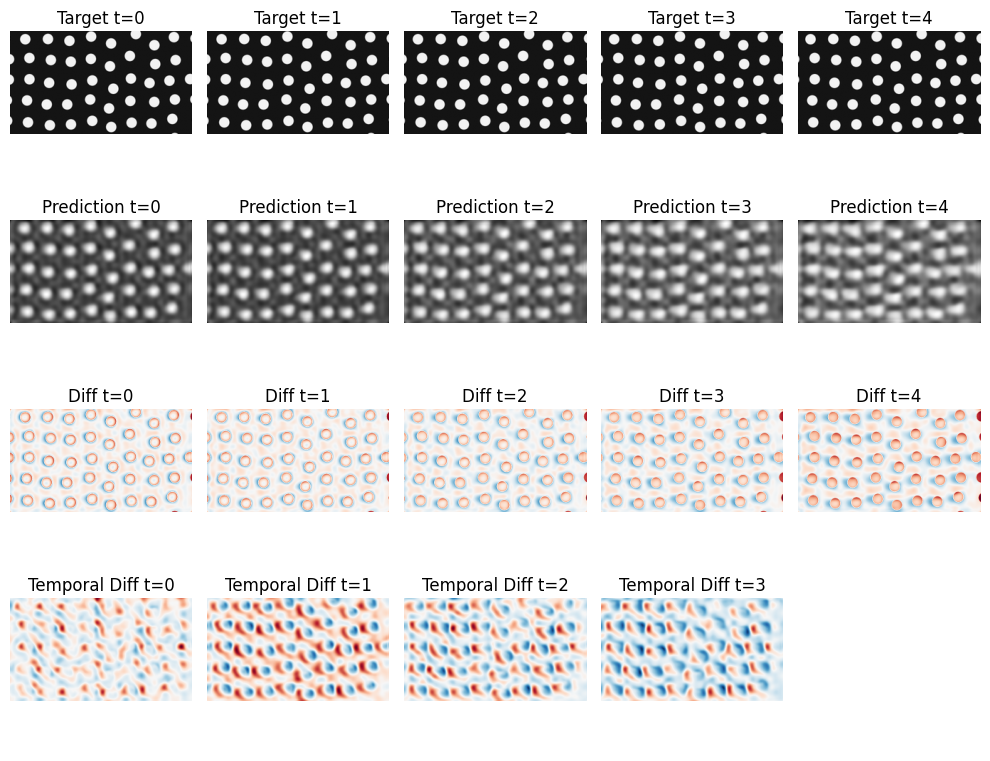 Target t=0 Target t=1 Target t=2 Target t=3 Target t=4
Prediction t=0 Prediction t=1 Prediction t=2 Prediction t=3 Prediction t=4
Diff t=0 Diff t=1 Diff t=2 Diff t=3 Diff t=4
Temporal Diff t=0 Temporal Diff t=1 Temporal Diff t=2 Temporal Diff t=3